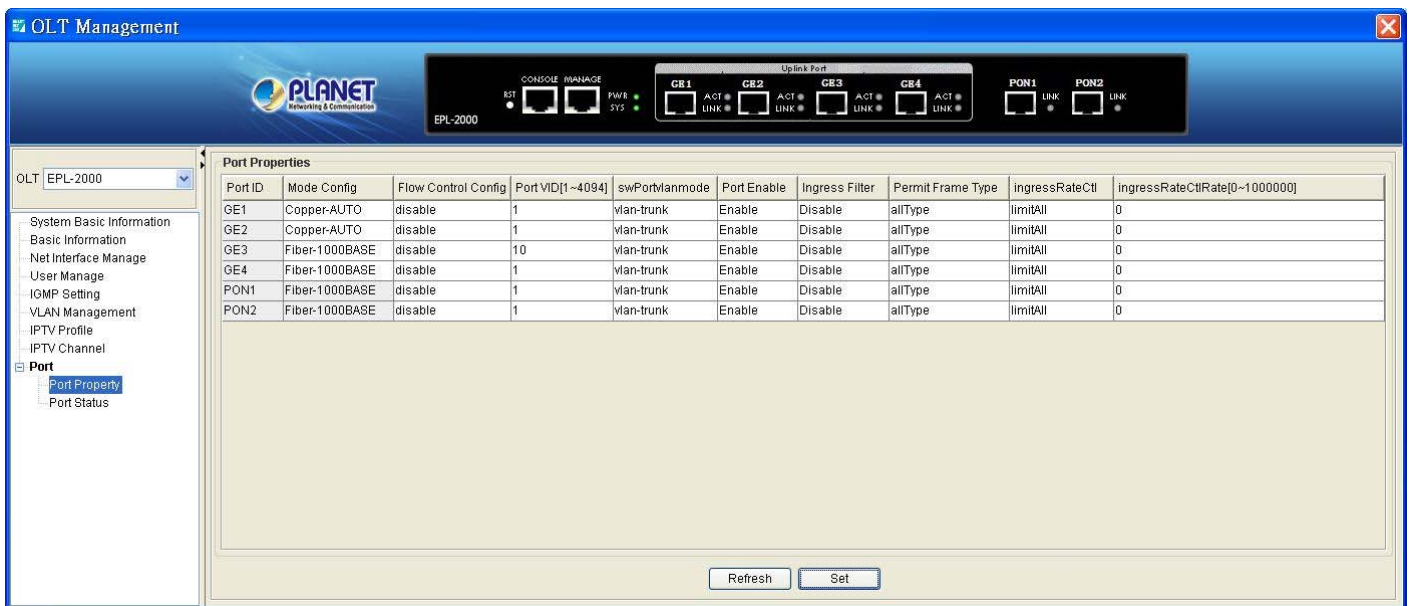 OLT Management
PLANET
Networking & Communication
EPL-2000
RST
CONSOLE MANAGE
PWR
SYS
Uplink Port
GE1 GE2 GE3 GE4
ACT ACT ACT ACT
LINK LINK LINK LINK
PON1 PON2
LINK LINK
OLT EPL-2000
System Basic Information
Basic Information
Net Interface Manage
User Manage
IGMP Setting
VLAN Management
IPTV Profile
IPTV Channel
Port
Port Property
Port Status
Port Properties
Port ID Mode Config Flow Control Config Port VID[1~4094] swPortvlanmode Port Enable Ingress Filter Permit Frame Type ingressRateCtl ingressRateCtlRate[0~1000000]
GE1 Copper-AUTO disable 1 vlan-trunk Enable Disable allType limitAll 0
GE2 Copper-AUTO disable 1 vlan-trunk Enable Disable allType limitAll 0
GE3 Fiber-1000BASE disable 10 vlan-trunk Enable Disable allType limitAll 0
GE4 Fiber-1000BASE disable 1 vlan-trunk Enable Disable allType limitAll 0
PON1 Fiber-1000BASE disable 1 vlan-trunk Enable Disable allType limitAll 0
PON2 Fiber-1000BASE disable 1 vlan-trunk Enable Disable allType limitAll 0
Refresh Set